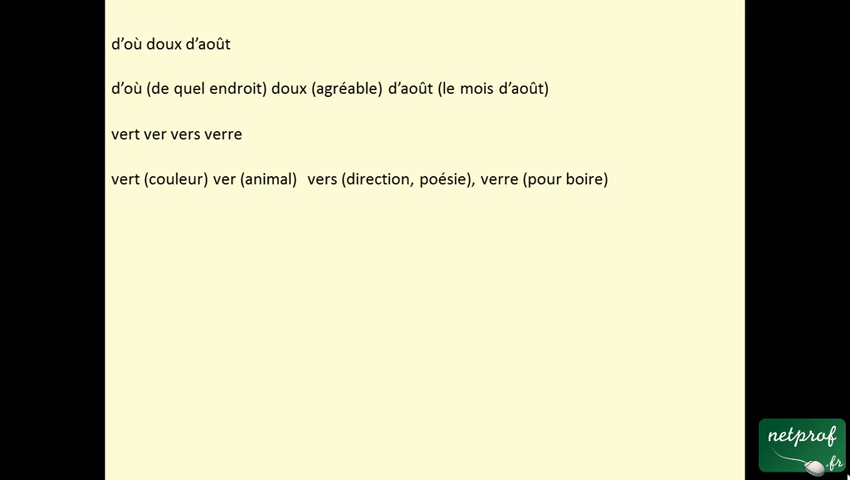 d’où doux d’août
d’où (de quel endroit) doux (agréable) d’août (le mois d’août)
vert ver vers verre
vert (couleur) ver (animal)  vers (direction, poésie), verre (pour boire)
netprof
.fr